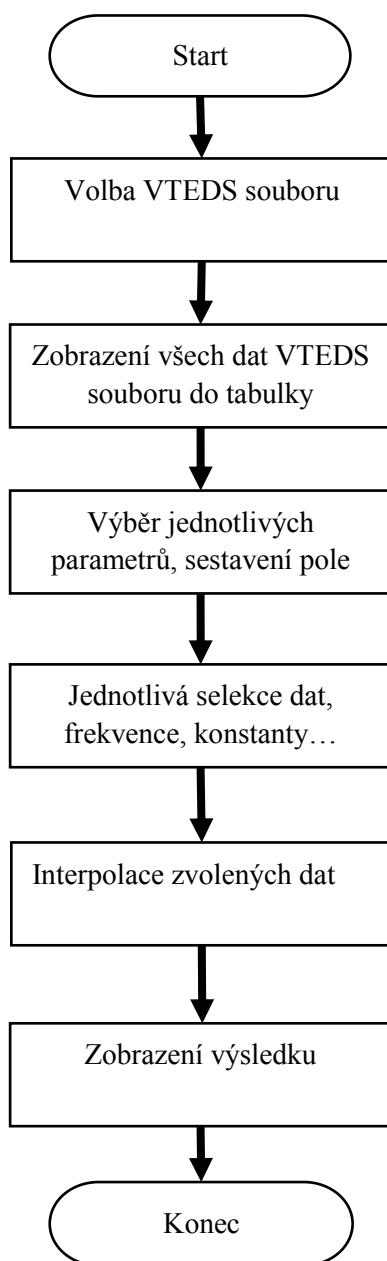 Start
Volba VTEDS souboru
Zobrazení všech dat VTEDS
souboru do tabulky
Výběr jednotlivých
parametrů, sestavení pole
Jednotlivá selekce dat,
frekvence, konstanty…
Interpolace zvolených dat
Zobrazení výsledku
Konec